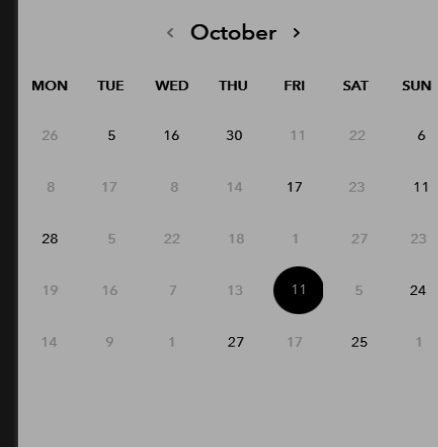 ‹ October ›
MON TUE WED THU FRI SAT SUN
26 5 16 30 11 22 6
8 17 8 14 17 23 11
28 5 22 18 1 27 23
19 16 7 13 11 5 24
14 9 1 27 17 25 1